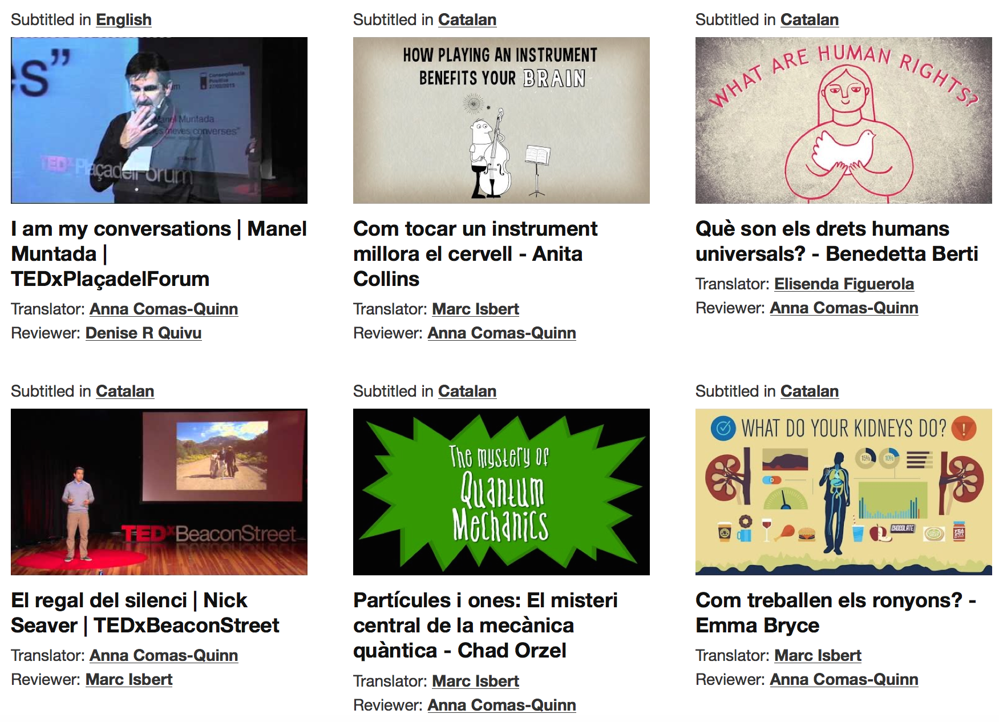 Subtitled in English
es”
Conseqüència
Positiva
27/02/2013
Manel Muntada
converses”
TEDxPlaçadelForum
I am my conversations | Manel
Muntada |
TEDxPlaçadelForum
Translator: Anna Comas-Quinn
Reviewer: Denise R Quivu
Subtitled in Catalan
HOW PLAYING AN INSTRUMENT
BENEFITS YOUR BRAIN
Com tocar un instrument
millora el cervell - Anita
Collins
Translator: Marc Isbert
Reviewer: Anna Comas-Quinn
Subtitled in Catalan
WHAT ARE HUMAN RIGHTS?
Què son els drets humans
universals? - Benedetta Berti
Translator: Elisenda Figuerola
Reviewer: Anna Comas-Quinn
Subtitled in Catalan
TEDxBeaconStreet
El regal del silenci | Nick
Seaver | TEDxBeaconStreet
Translator: Anna Comas-Quinn
Reviewer: Marc Isbert
Subtitled in Catalan
The mystery of
Quantum
Mechanics
Partícules i ones: El misteri
central de la mecànica
quàntica - Chad Orzel
Translator: Marc Isbert
Reviewer: Anna Comas-Quinn
Subtitled in Catalan
WHAT DO YOUR KIDNEYS DO?
15%
10%
CHOCOLATE
Com treballen els ronyons? -
Emma Bryce
Translator: Marc Isbert
Reviewer: Anna Comas-Quinn